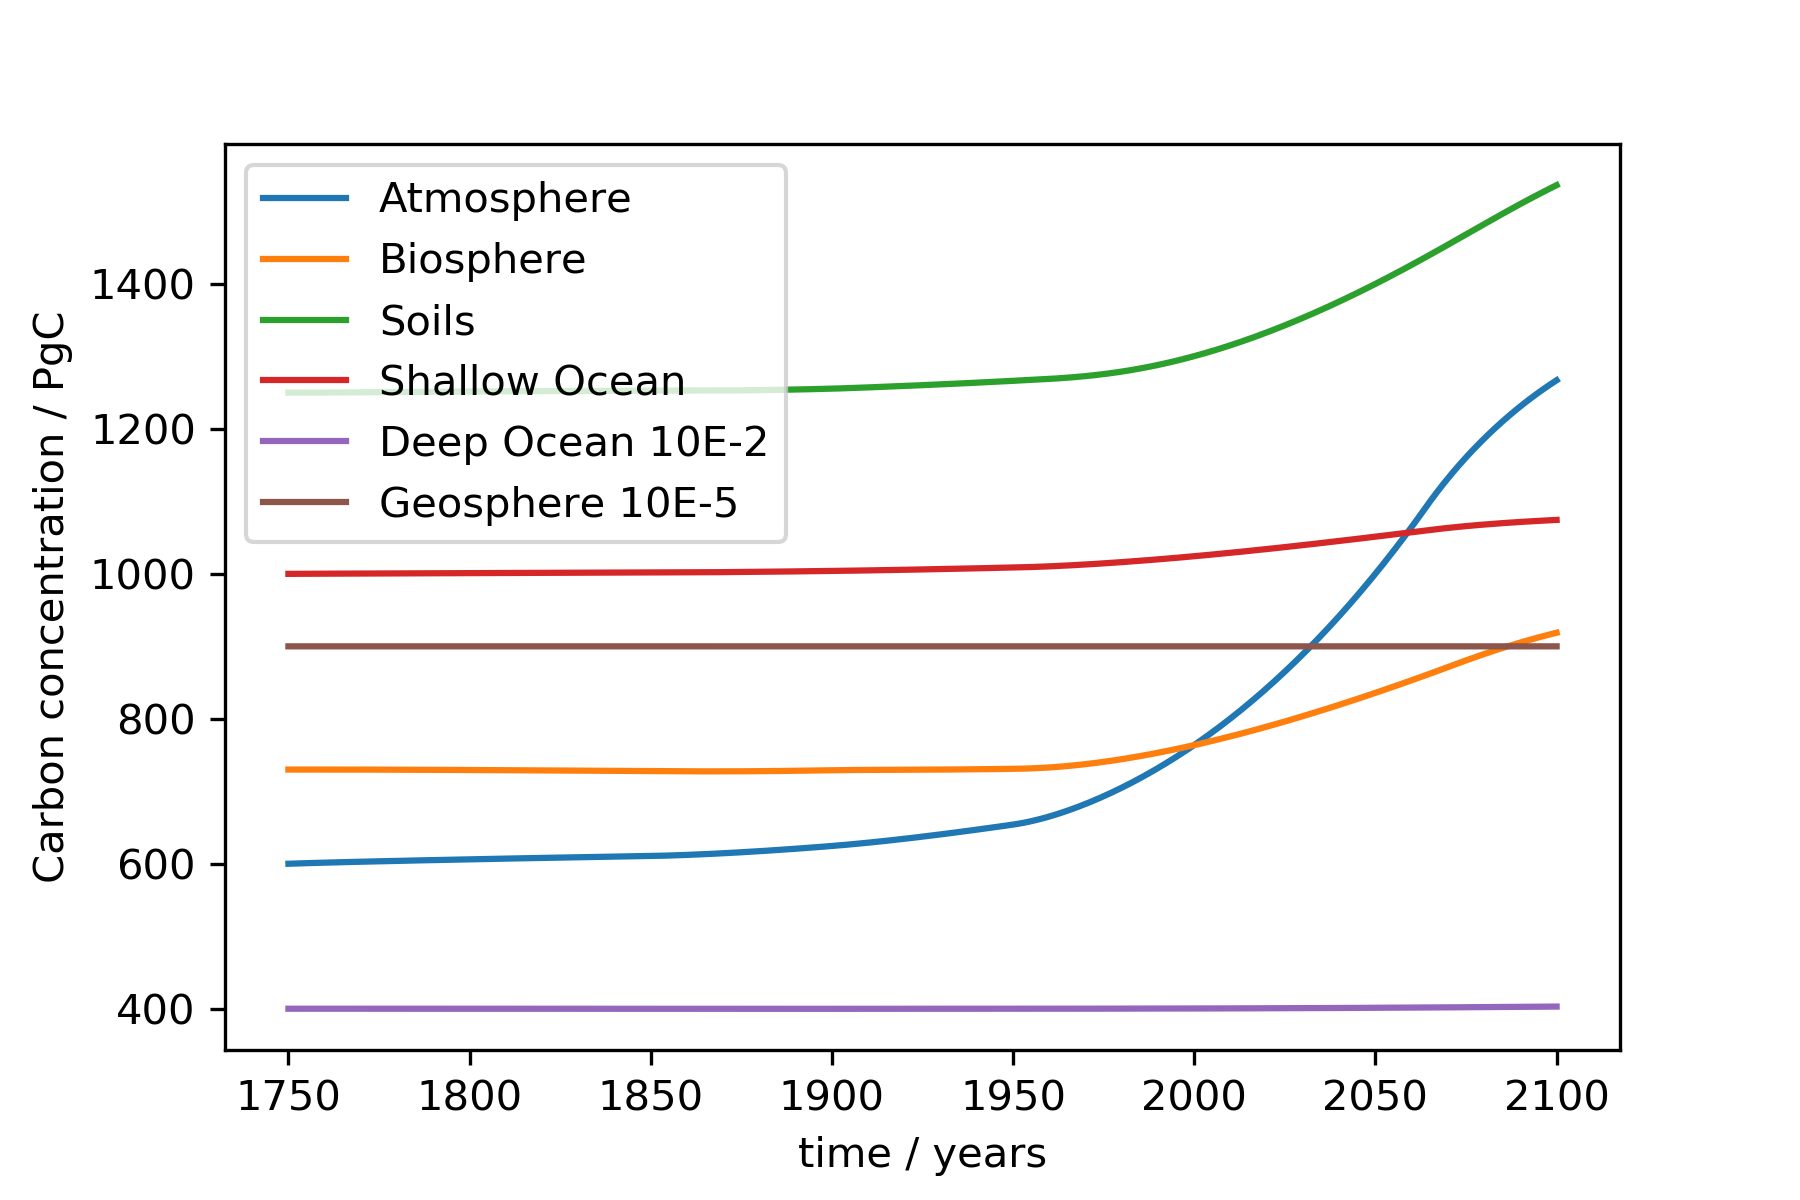 Atmosphere
Biosphere
Soils
Shallow Ocean
Deep Ocean 10E-2
Geosphere 10E-5
Carbon concentration / PgC
1400
1200
1000
800
600
400
1750 1800 1850 1900 1950 2000 2050 2100
time / years